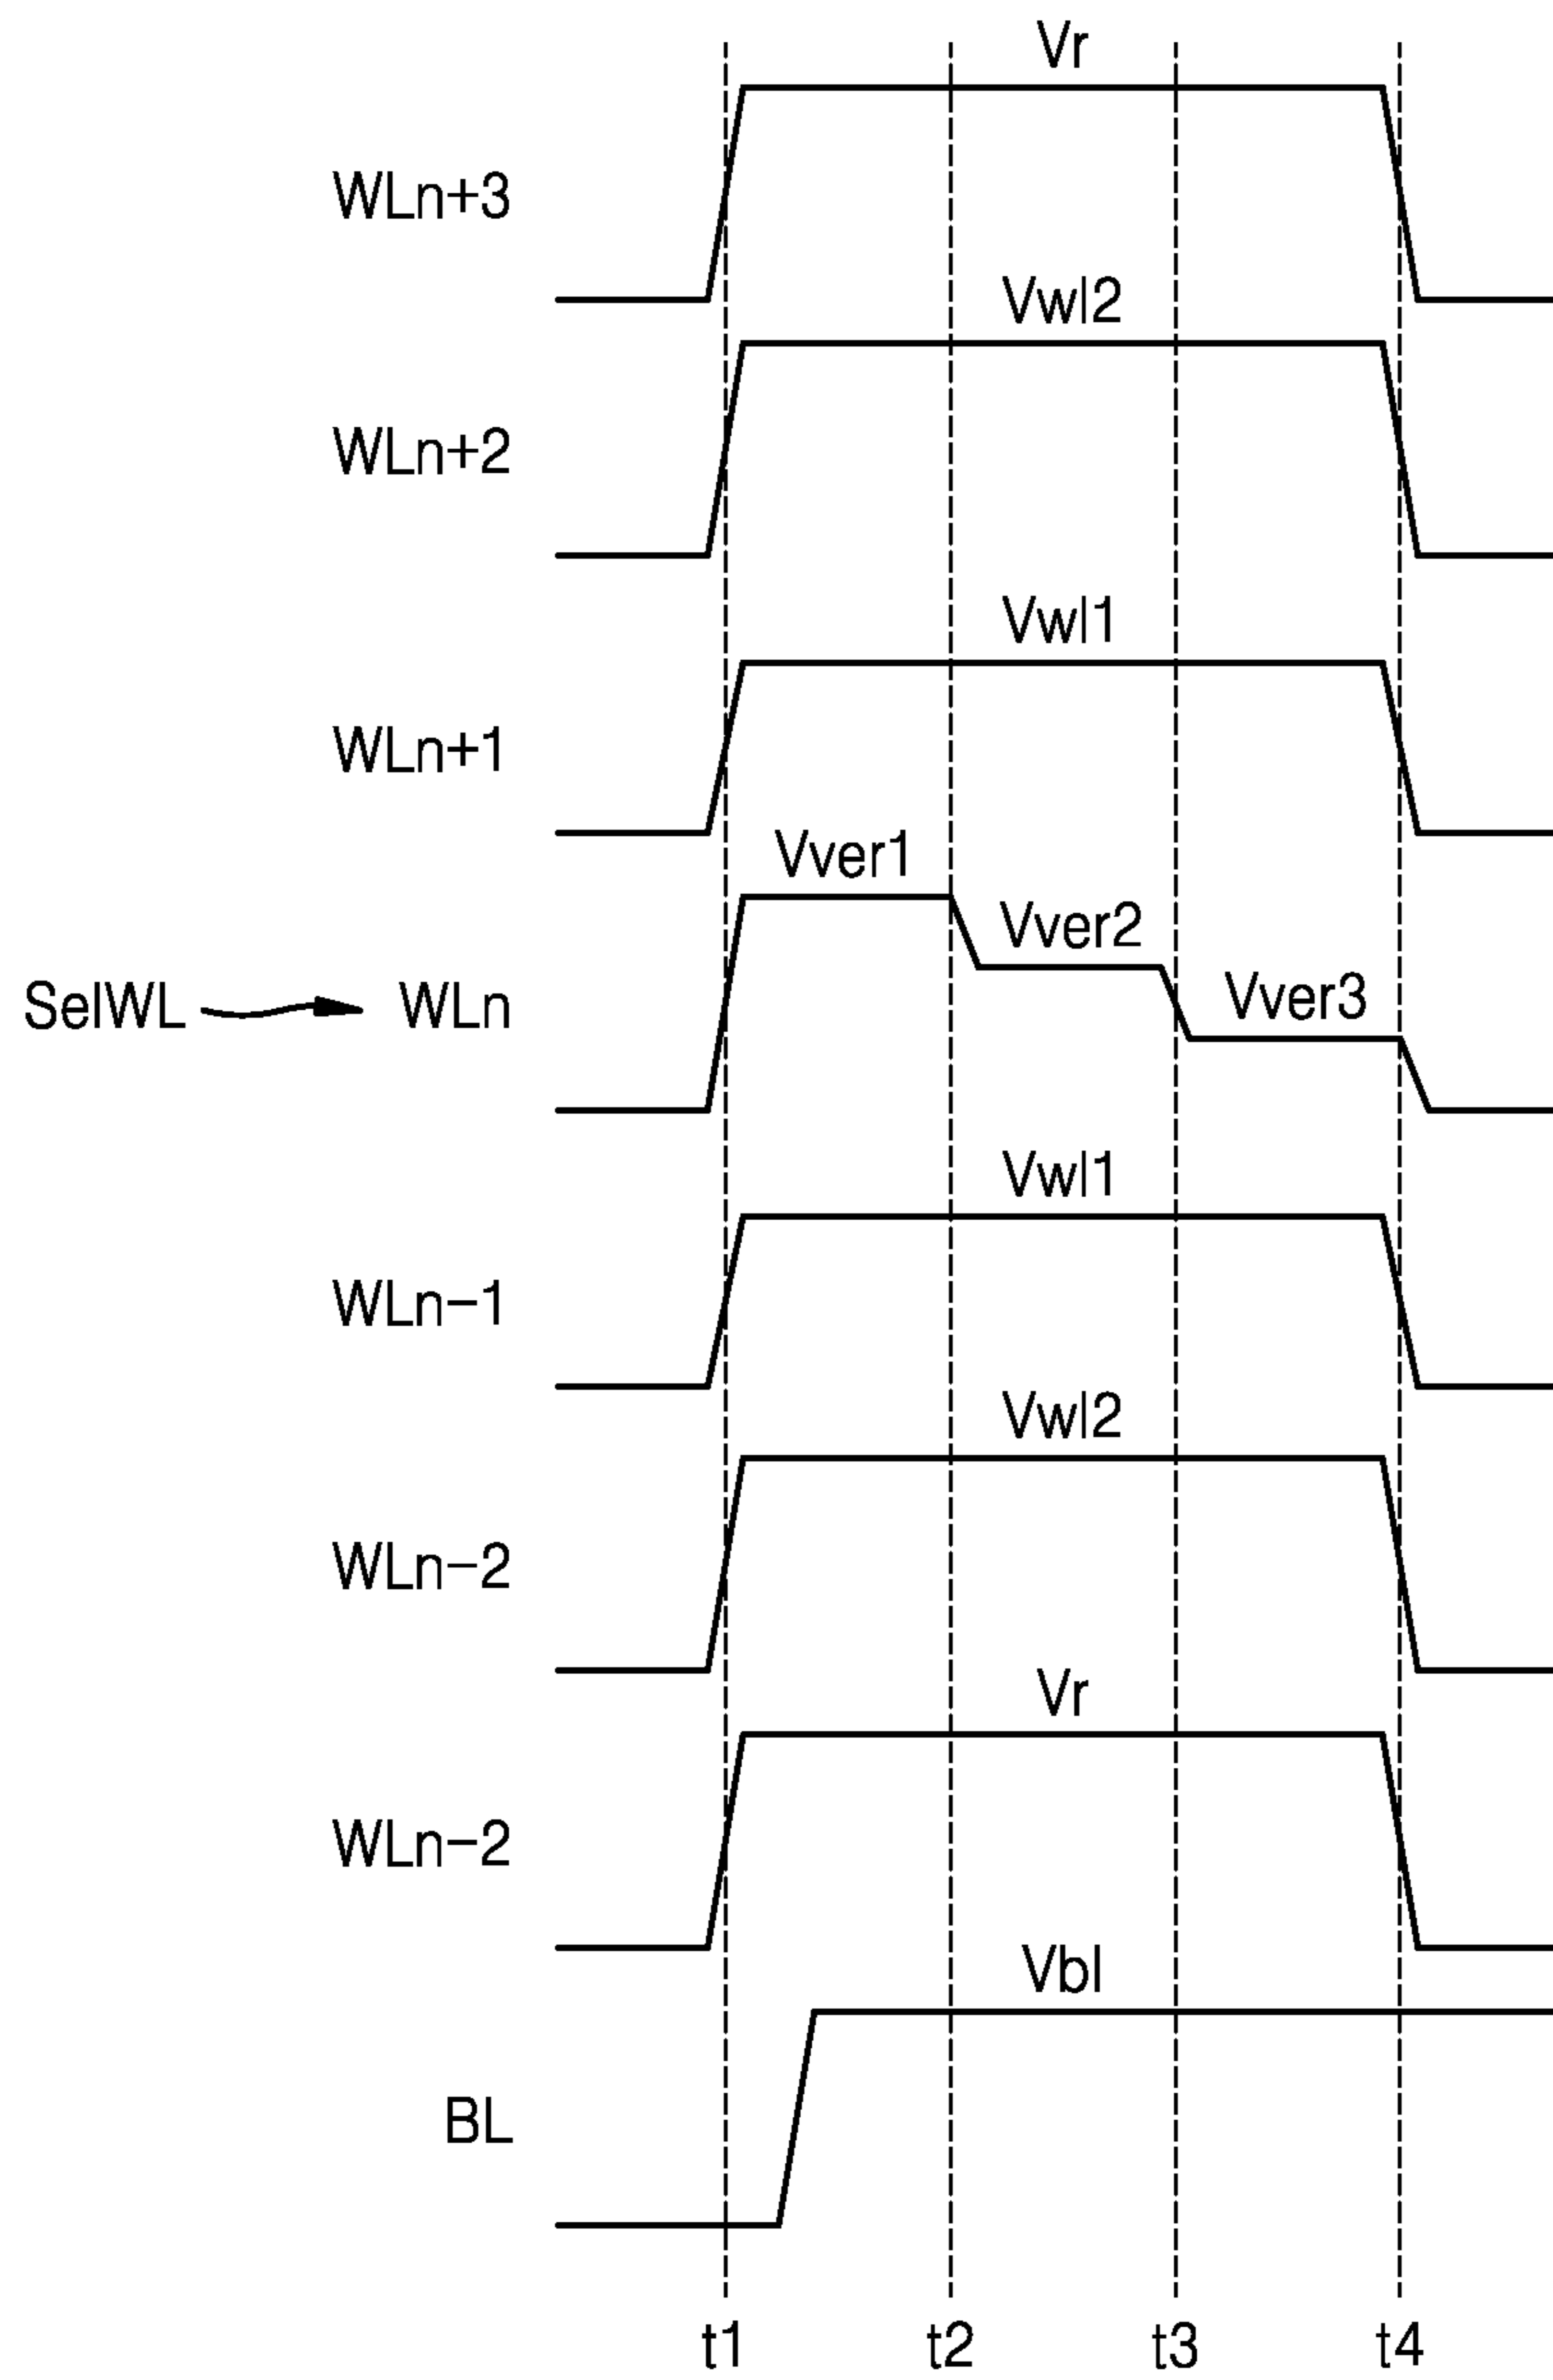 Vr
WLn+3
Vwl2
WLn+2
Vwl1
WLn+1
Vver1
Vver2
Vver3
SelWL WLn
Vwl1
WLn-1
Vwl2
WLn-2
Vr
WLn-2
Vbl
BL
t1 t2 t3 t4